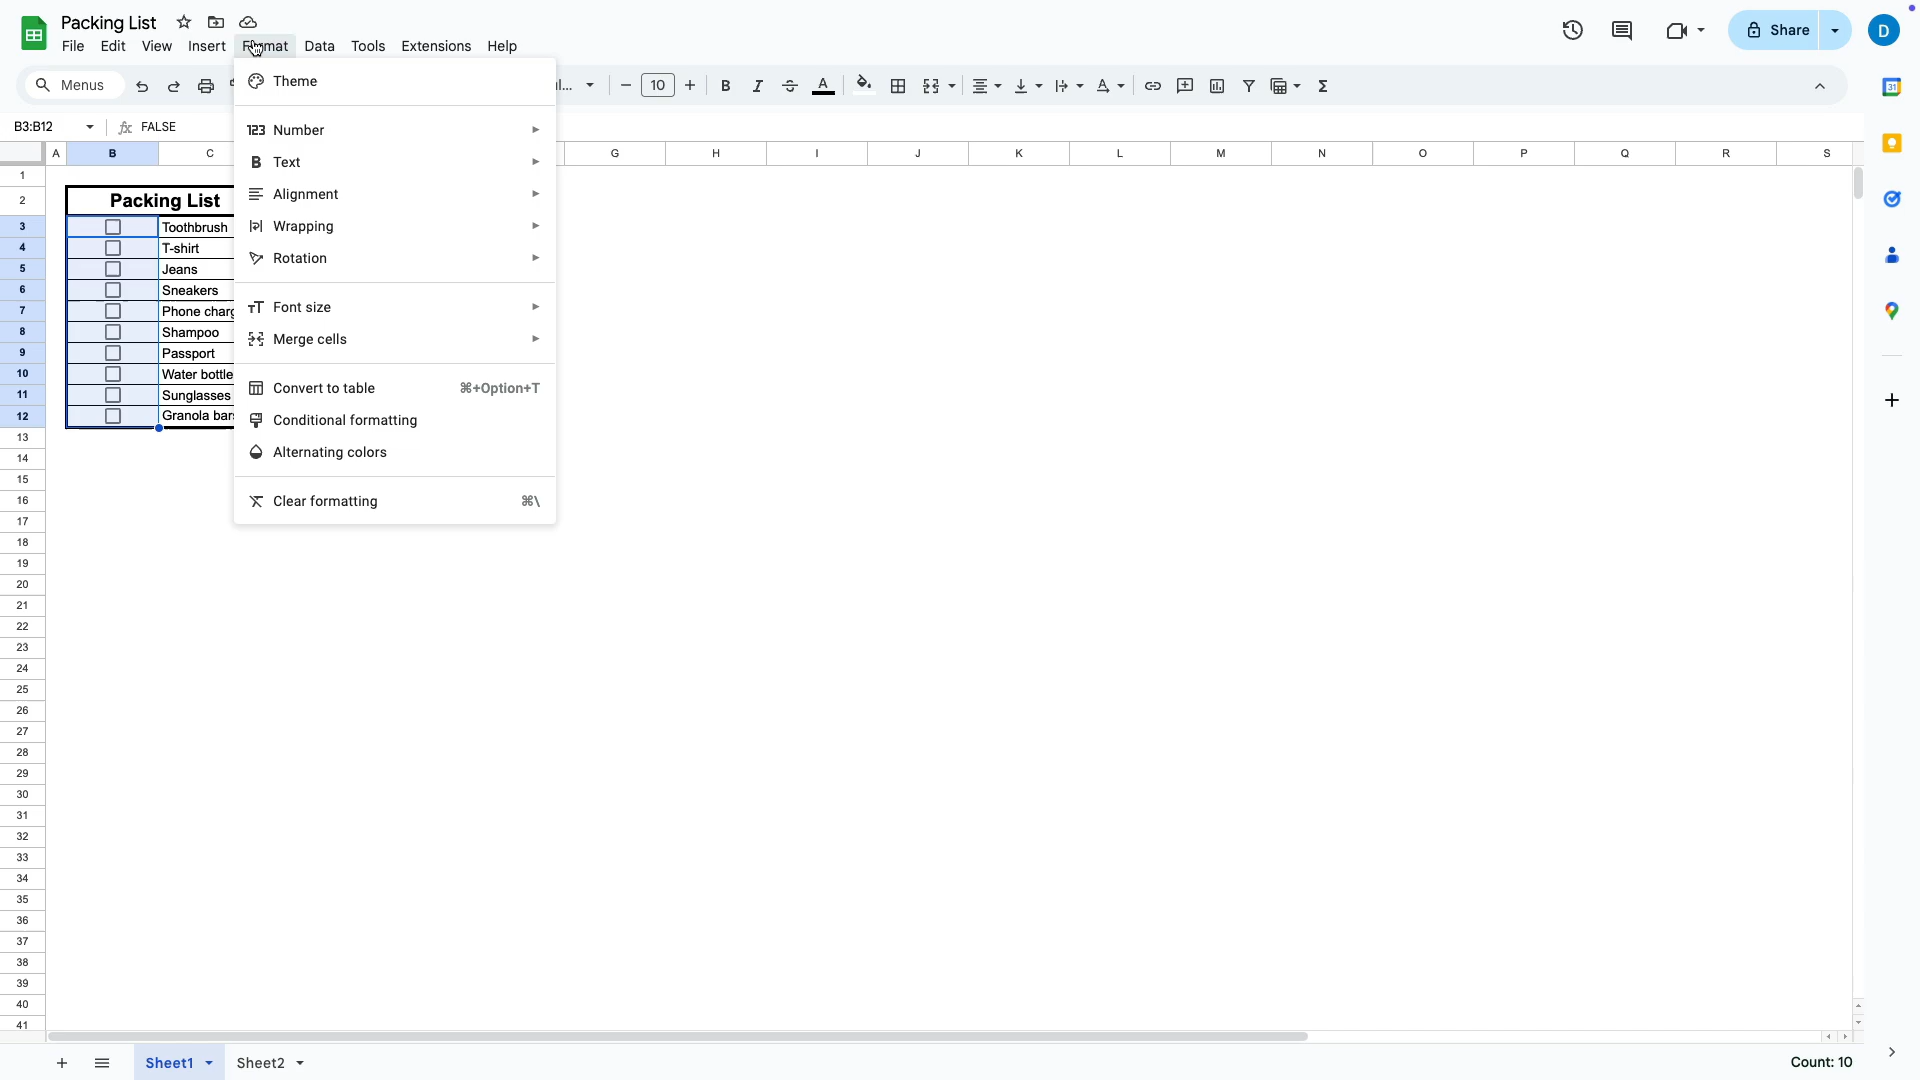 Packing List
File Edit View Insert Format Data Tools Extensions Help
Share
D
Menus
10
B3:B12
FALSE
A B C G H I J K L M N O P Q R S
Theme
Number
Text
Alignment
Wrapping
Rotation
Font size
Merge cells
Convert to table ⌘+Option+T
Conditional formatting
Alternating colors
Clear formatting ⌘\
1
2 Packing List
3 Toothbrush
4 T-shirt
5 Jeans
6 Sneakers
7 Phone
8 Shampoo
9 Passport
10 Water bottle
11 Sunglasses
12 Granola bars
13
14
15
16
17
18
19
20
21
22
23
24
25
26
27
28
29
30
31
32
33
34
35
36
37
38
39
40
41
Sheet1 Sheet2
Count: 10
31